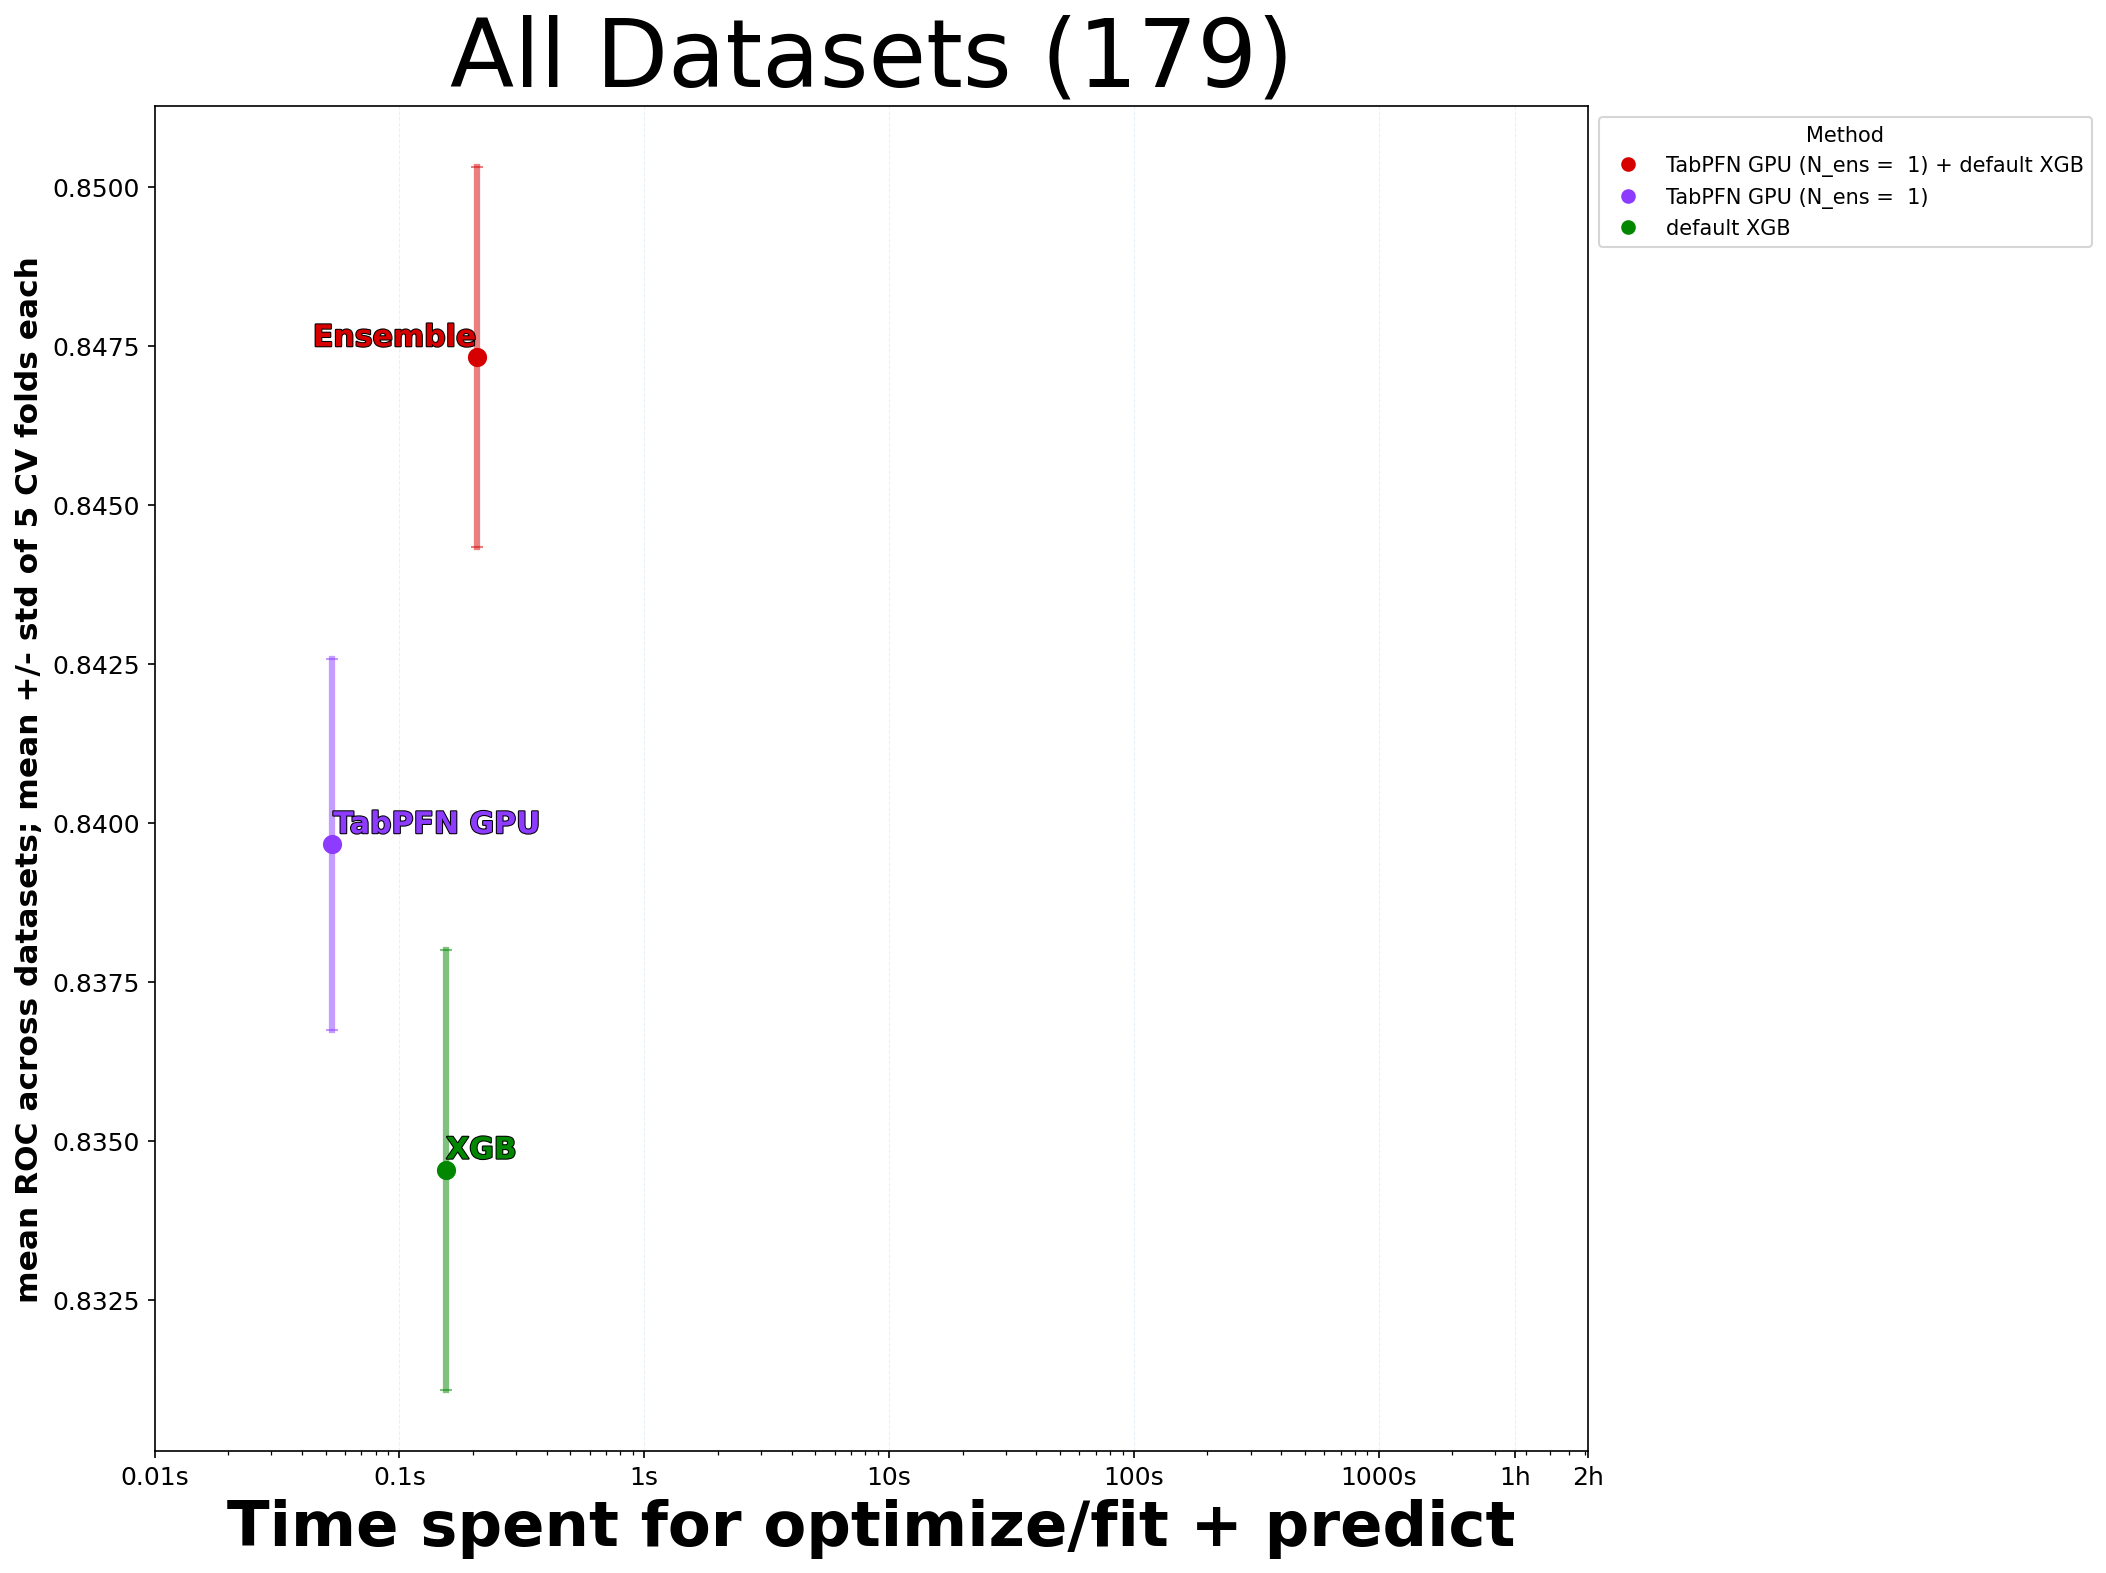 All Datasets (179)
mean ROC across datasets; mean +/- std of 5 CV folds each
0.8500
0.8475
0.8450
0.8425
0.8400
0.8375
0.8350
0.8325
Ensemble
TabPFN GPU
XGB
0.01s 0.1s 1s 10s 100s 1000s 1h 2h
Time spent for optimize/fit + predict
Method
TabPFN GPU (N_ens =  1) + default XGB
TabPFN GPU (N_ens =  1)
default XGB